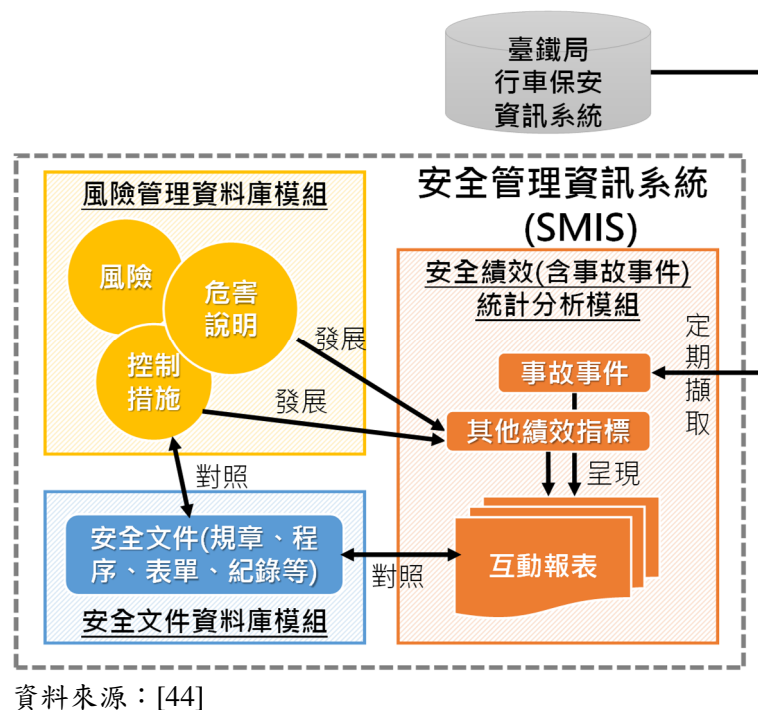 臺鐵局
行車保安
資訊系統
安全管理資訊系統
(SMIS)
風險管理資料庫模組
風險
危害
說明
控制
措施
發展
發展
對照
安全績效(含事故事件)
統計分析模組
定期擷取
事故事件
其他績效指標
呈現
互動報表
對照
安全文件(規章、程
序、表單、紀錄等)
安全文件資料庫模組
資料來源：[44]